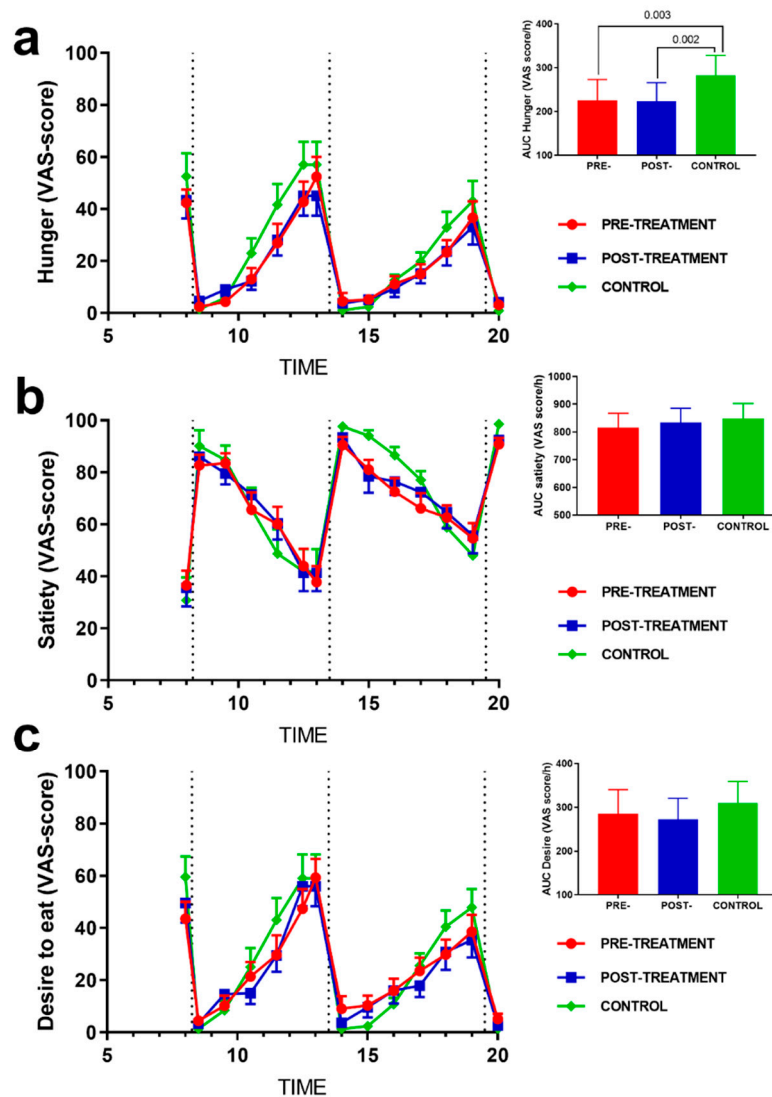 a
Hunger (VAS-score)
100
80
60
40
20
0
5
10
15
20
TIME
AUC Hunger (VAS score/h)
400
300
200
100
0.003
0.002
PRE-
POST-
CONTROL
PRE-TREATMENT
POST-TREATMENT
CONTROL
b
Satiety (VAS-score)
100
80
60
40
20
0
5
10
15
20
TIME
AUC satiety (VAS score/h)
1000
900
800
700
600
500
PRE-
POST-
CONTROL
PRE-TREATMENT
POST-TREATMENT
CONTROL
c
Desire to eat (VAS-score)
100
80
60
40
20
0
5
10
15
20
TIME
AUC Desire (VAS score/h)
400
300
200
100
PRE-
POST-
CONTROL
PRE-TREATMENT
POST-TREATMENT
CONTROL